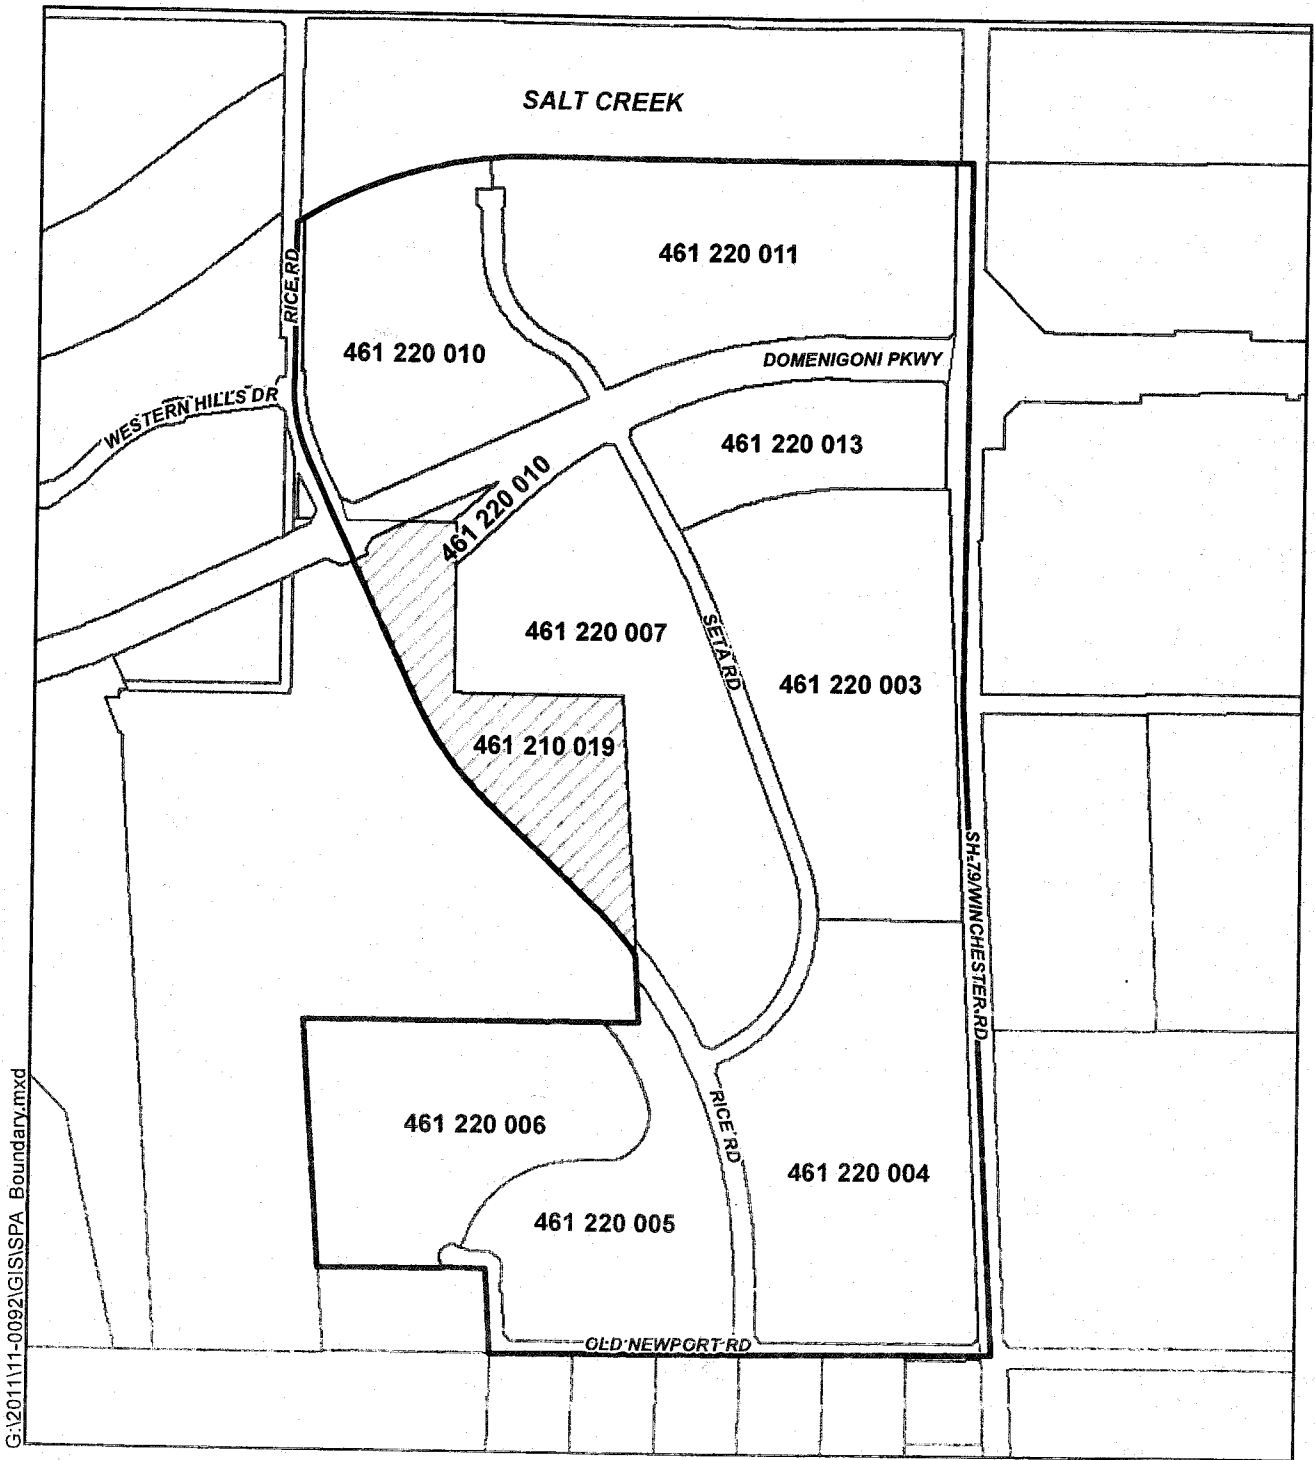 SALT CREEK
461 220 011
RICE RD
461 220 010
DOMENIGONI PKWY
WESTERN HILLS DR
461 220 013
461 220 010
461 220 007
SETA RD
461 220 003
461 210 019
SH-79/WINCHESTER RD
461 220 006
RICE RD
461 220 004
461 220 005
OLD NEWPORT RD
G:\2011\11-0092\GIS\SPA_Boundary.mxd